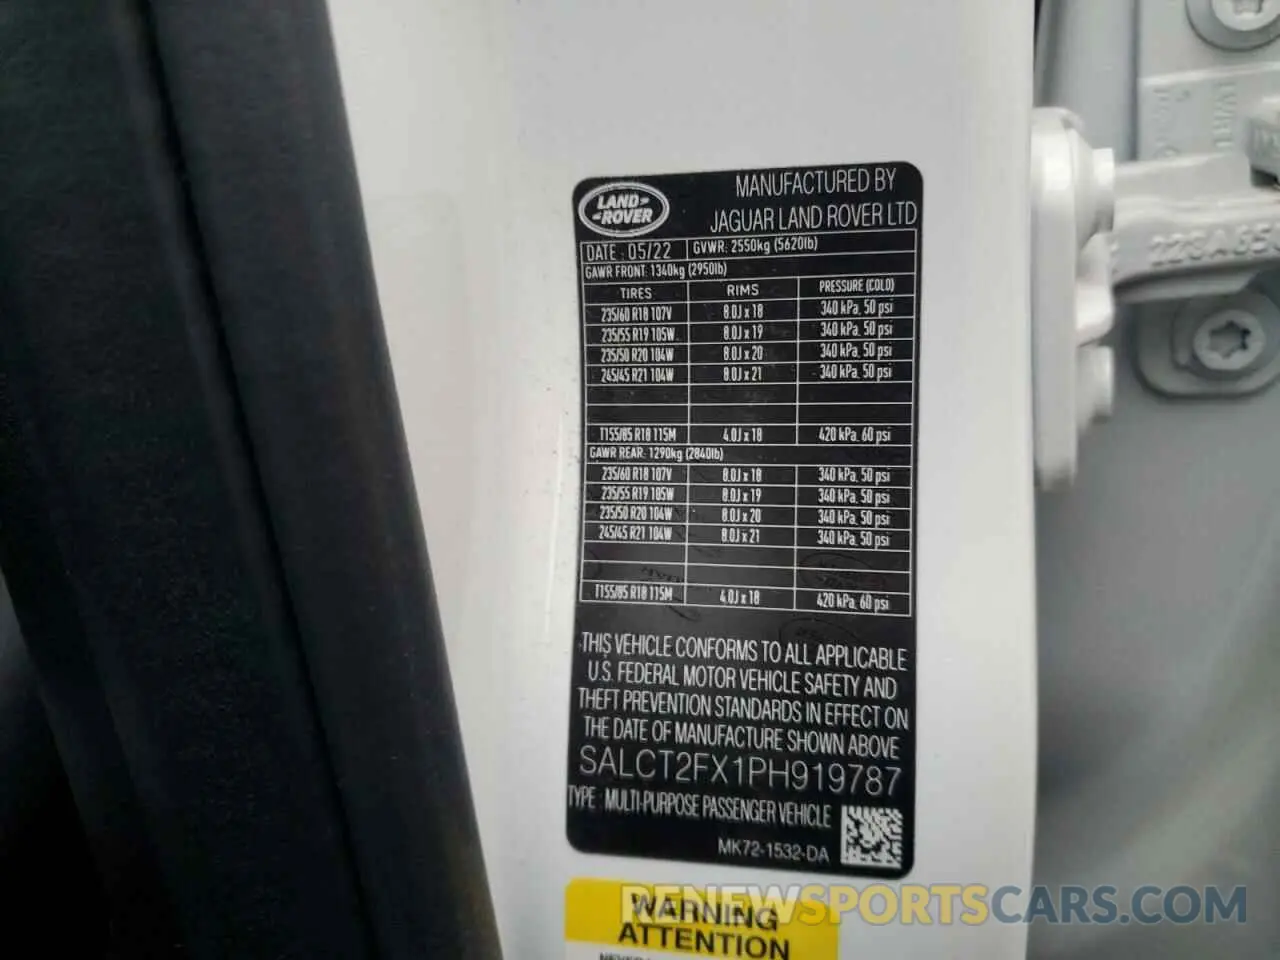 LAND
ROVER
MANUFACTURED BY
JAGUAR LAND ROVER LTD
DATE : 05/22 GVWR: 2550kg (5620lb)
GAWR FRONT: 1340kg (2950lb)
TIRES RIMS PRESSURE (COLD)
235/60 R18 107V 8.0J x 18 340 kPa, 50 psi
235/55 R19 105W 8.0J x 19 340 kPa, 50 psi
235/50 R20 104W 8.0J x 20 340 kPa, 50 psi
245/45 R21 104W 8.0J x 21 340 kPa, 50 psi
T155/85 R18 115M 4.0J x 18 420 kPa, 60 psi
GAWR REAR: 1290kg (2840lb)
235/60 R18 107V 8.0J x 18 340 kPa, 50 psi
235/55 R19 105W 8.0J x 19 340 kPa, 50 psi
235/50 R20 104W 8.0J x 20 340 kPa, 50 psi
245/45 R21 104W 8.0J x 21 340 kPa, 50 psi
T155/85 R18 115M 4.0J x 18 420 kPa, 60 psi
THIS VEHICLE CONFORMS TO ALL APPLICABLE
U.S. FEDERAL MOTOR VEHICLE SAFETY AND
THEFT PREVENTION STANDARDS IN EFFECT ON
THE DATE OF MANUFACTURE SHOWN ABOVE
SALCT2FX1PH919787
TYPE : MULTI-PURPOSE PASSENGER VEHICLE
MK72-1532-DA
WARNING
ATTENTION
RENEWSPORTSCARS.COM